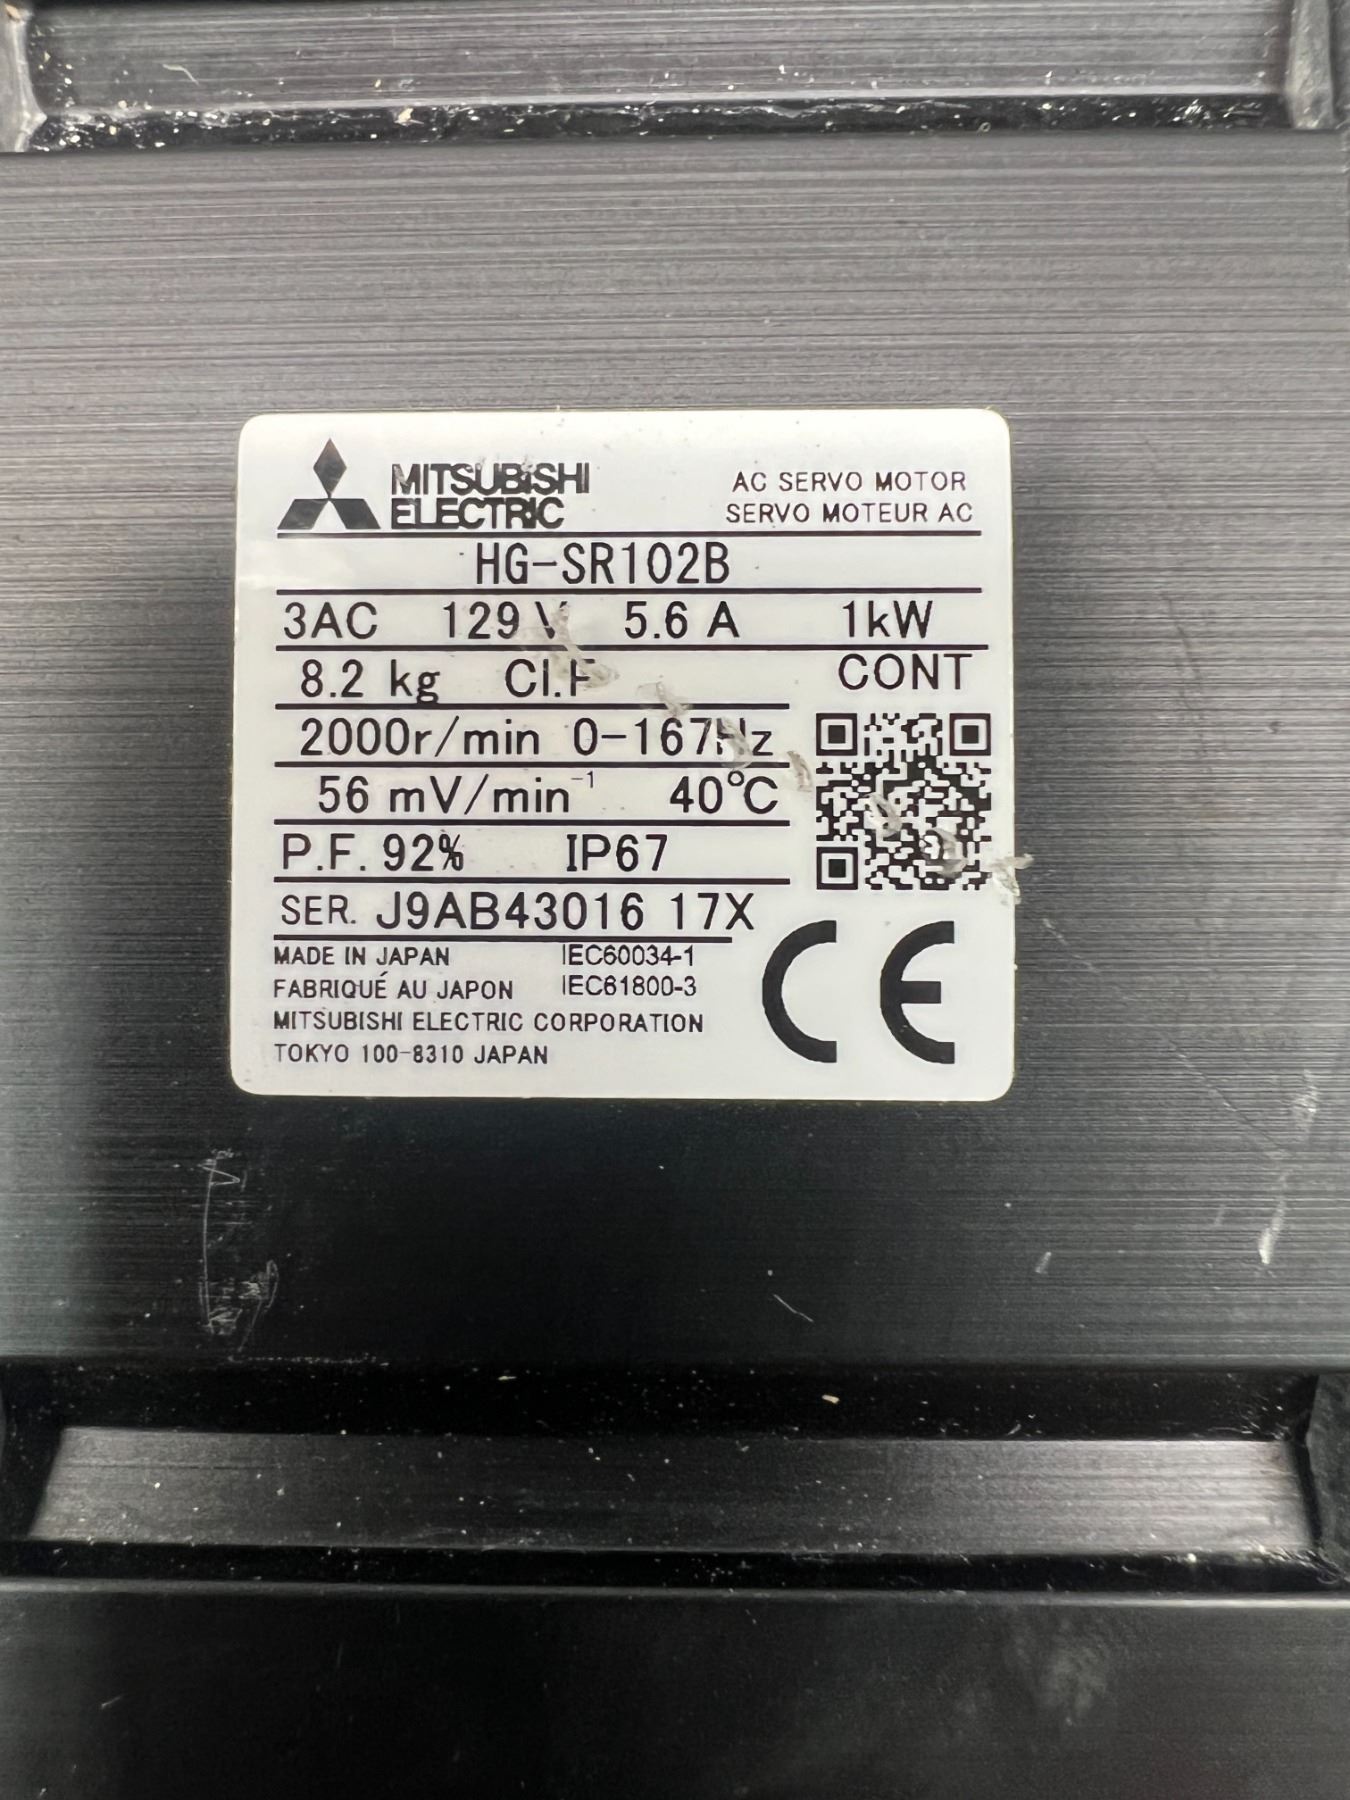 MITSUBISHI
ELECTRIC
AC SERVO MOTOR
SERVO MOTEUR AC
HG-SR102B
3AC 129 V 5.6 A 1kW
8.2 kg Cl.F CONT
2000r/min 0-167Hz
56 mV/min⁻¹ 40℃
P.F. 92% IP67
SER. J9AB43016 17X
MADE IN JAPAN IEC60034-1
FABRIQUÉ AU JAPON IEC61800-3
MITSUBISHI ELECTRIC CORPORATION
TOKYO 100-8310 JAPAN
CE